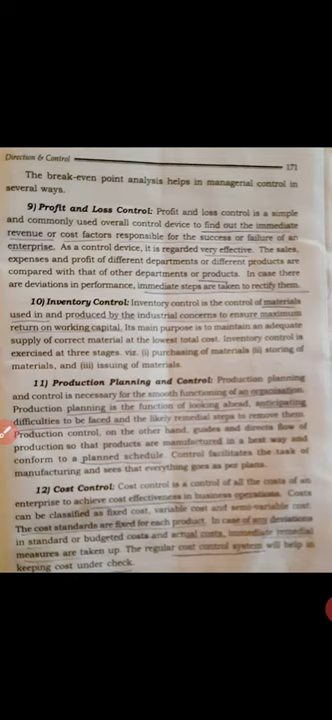 Direction & Control
171
The break-even point analysis helps in managerial control in
several ways.
9) Profit and Loss Control: Profit and loss control is a simple
and commonly used overall control device to find out the immediate
revenue or cost factors responsible for the success or failure of an
enterprise. As a control device, it is regarded very effective. The sales,
expenses and profit of different departments or different products are
compared with that of other departments or products. In case there
are deviations in performance, immediate steps are taken to rectify them.
10) Inventory Control: Inventory control is the control of materials
used in and produced by the industrial concerns to ensure maximum
return on working capital. Its main purpose is to maintain an adequate
supply of correct material at the lowest total cost. Inventory control is
exercised at three stages. viz. (i) purchasing of materials (ii) storing of
materials, and (iii) issuing of materials.
11) Production Planning and Control: Production planning
and control is necessary for the smooth functioning of an organisation.
Production planning is the function of looking ahead, anticipating
difficulties to be faced and the likely remedial steps to remove them.
Production control, on the other hand, guides and directs flow of
production so that products are manufactured in a best way and
conform to a planned schedule. Control facilitates the task of
manufacturing and sees that everything goes as per plans.
12) Cost Control: Cost control is a control of all the costs of an
enterprise to achieve cost effectiveness in business operations. Costs
can be classified as fixed cost, variable cost and semi-variable cost.
The cost standards are fixed for each product. In case of any deviations
in standard or budgeted costs and actual costs, immediate remedial
measures are taken up. The regular cost control system will help in
keeping cost under check.